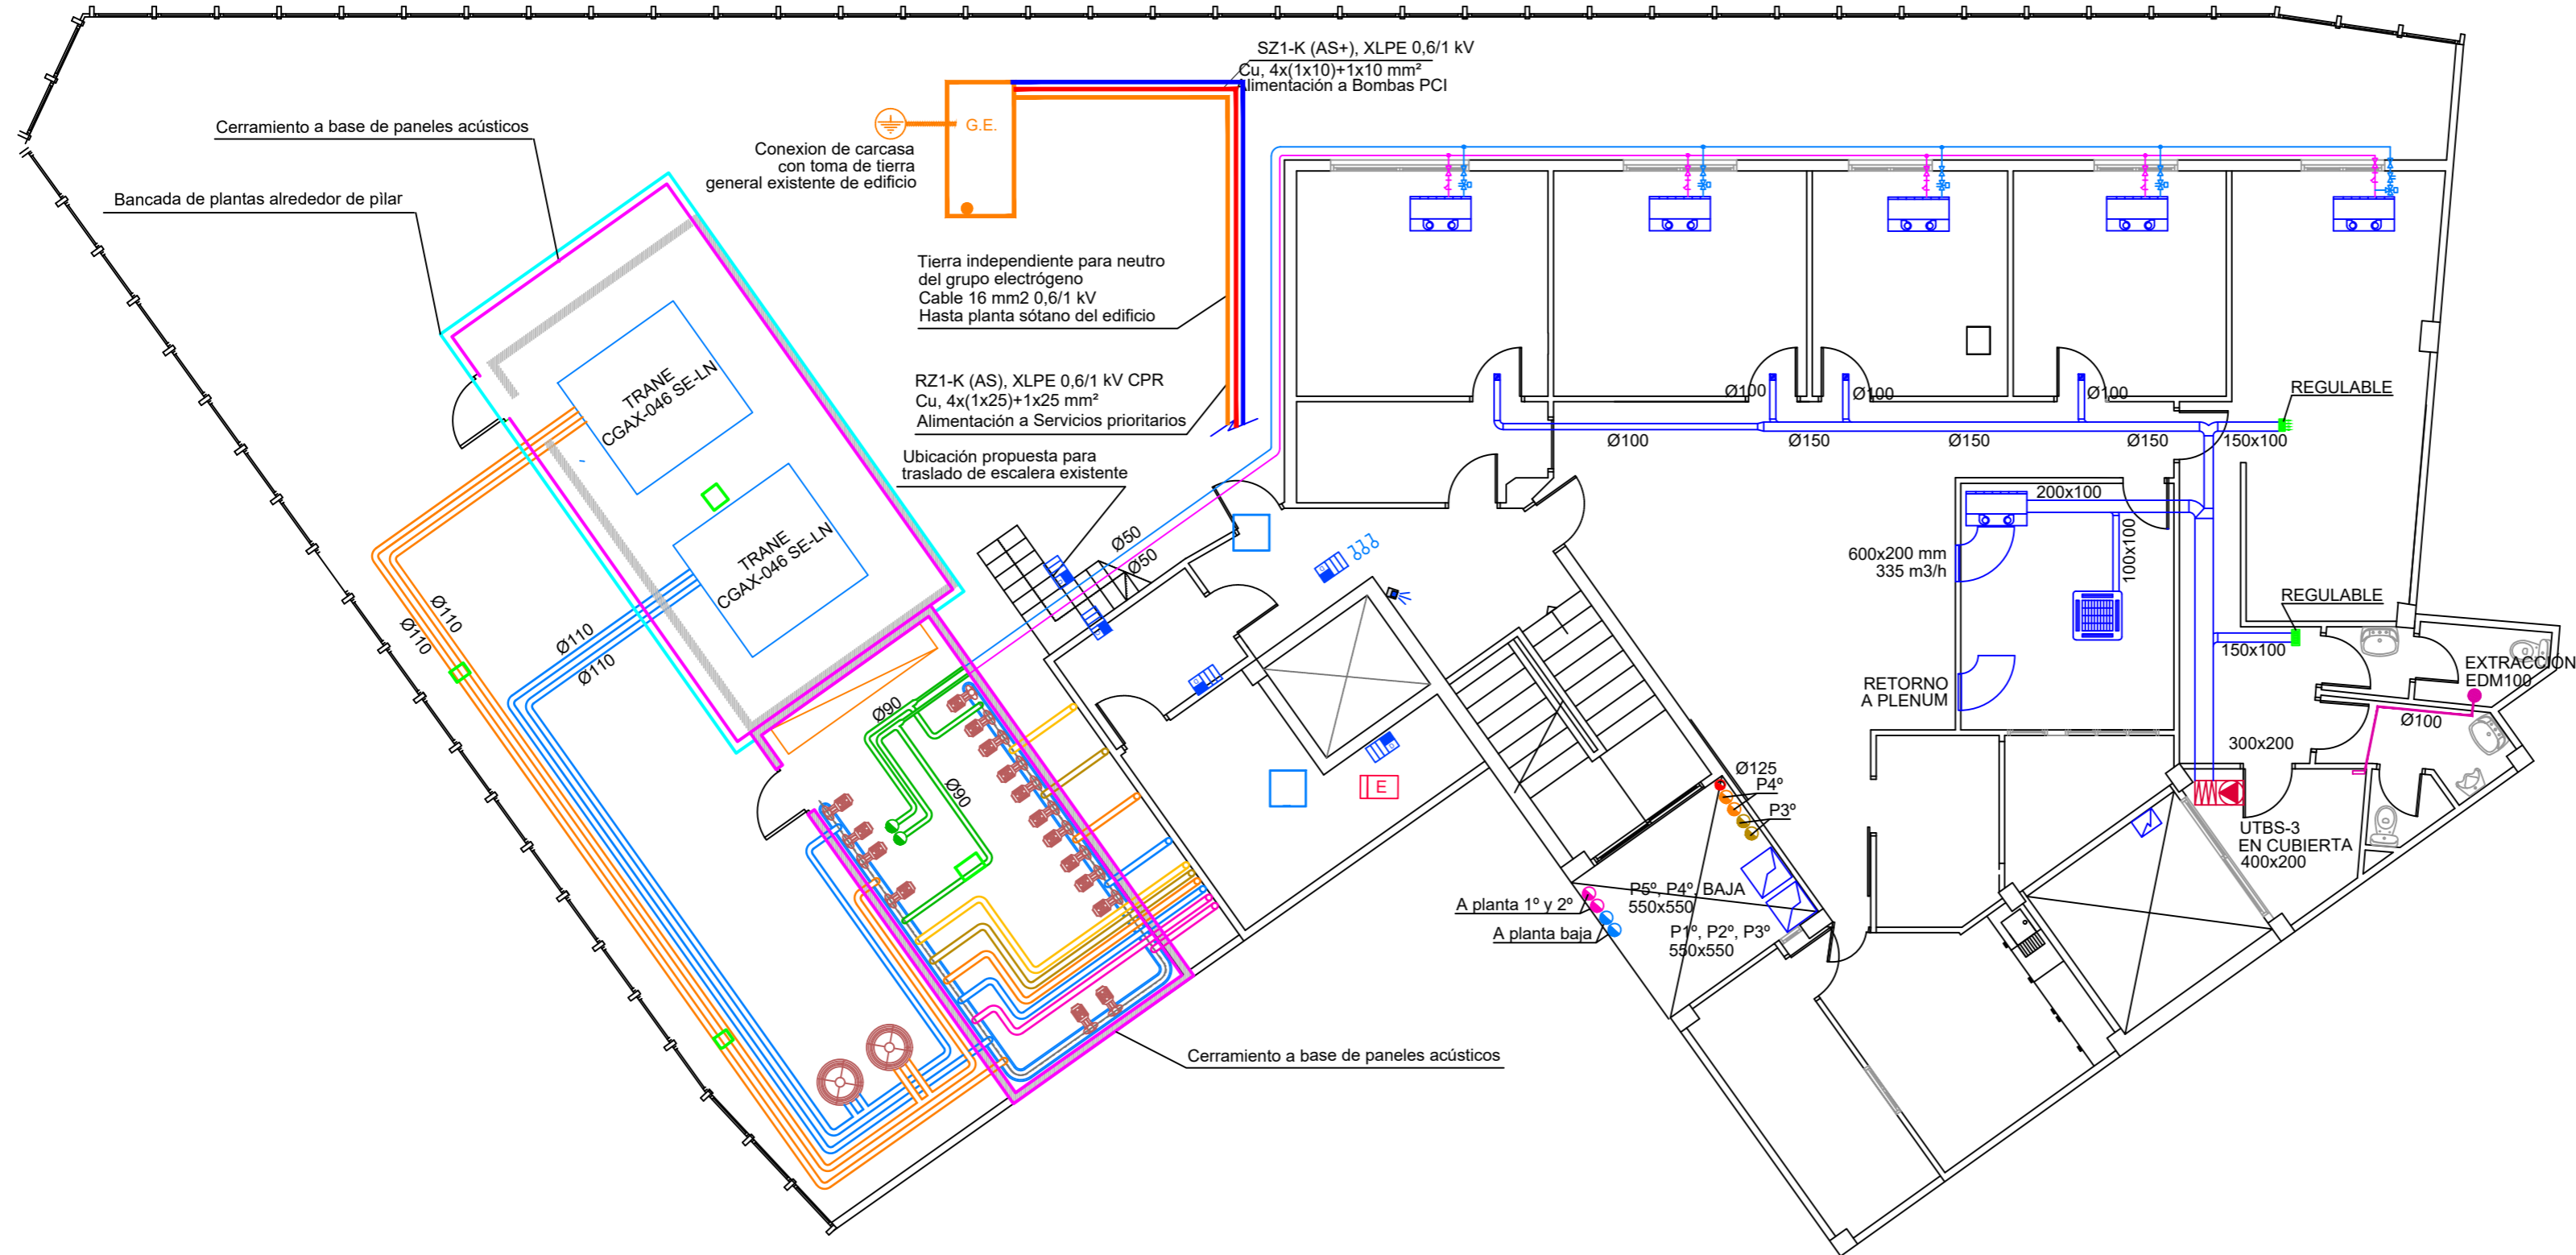 SZ1-K (AS+), XLPE 0,6/1 kV
Cu, 4x(1x10)+1x10 mm²
Alimentación a Bombas PCI
Cerramiento a base de paneles acústicos
G.E.
Conexion de carcasa
con toma de tierra
general existente de edificio
Bancada de plantas alrededor de pìlar
Tierra independiente para neutro
del grupo electrógeno
Cable 16 mm2 0,6/1 kV
Hasta planta sótano del edificio
RZ1-K (AS), XLPE 0,6/1 kV CPR
Cu, 4x(1x25)+1x25 mm²
Alimentación a Servicios prioritarios
Ubicación propuesta para
traslado de escalera existente
TRANE
CGAX-046 SE-LN
TRANE
CGAX-046 SE-LN
Ø100
Ø100
Ø100
REGULABLE
Ø100
Ø150
Ø150
Ø150
150x100
200x100
100x100
600x200 mm
335 m3/h
Ø50
Ø50
REGULABLE
150x100
Ø110
Ø110
Ø110
Ø110
EXTRACCIÓN
EDM100
RETORNO
A PLENUM
Ø90
Ø90
Ø100
300x200
Ø125
P4º
P3º
E
UTBS-3
EN CUBIERTA
400x200
P5º, P4º, BAJA
550x550
A planta 1º y 2º
A planta baja
P1º, P2º, P3º
550x550
Cerramiento a base de paneles acústicos